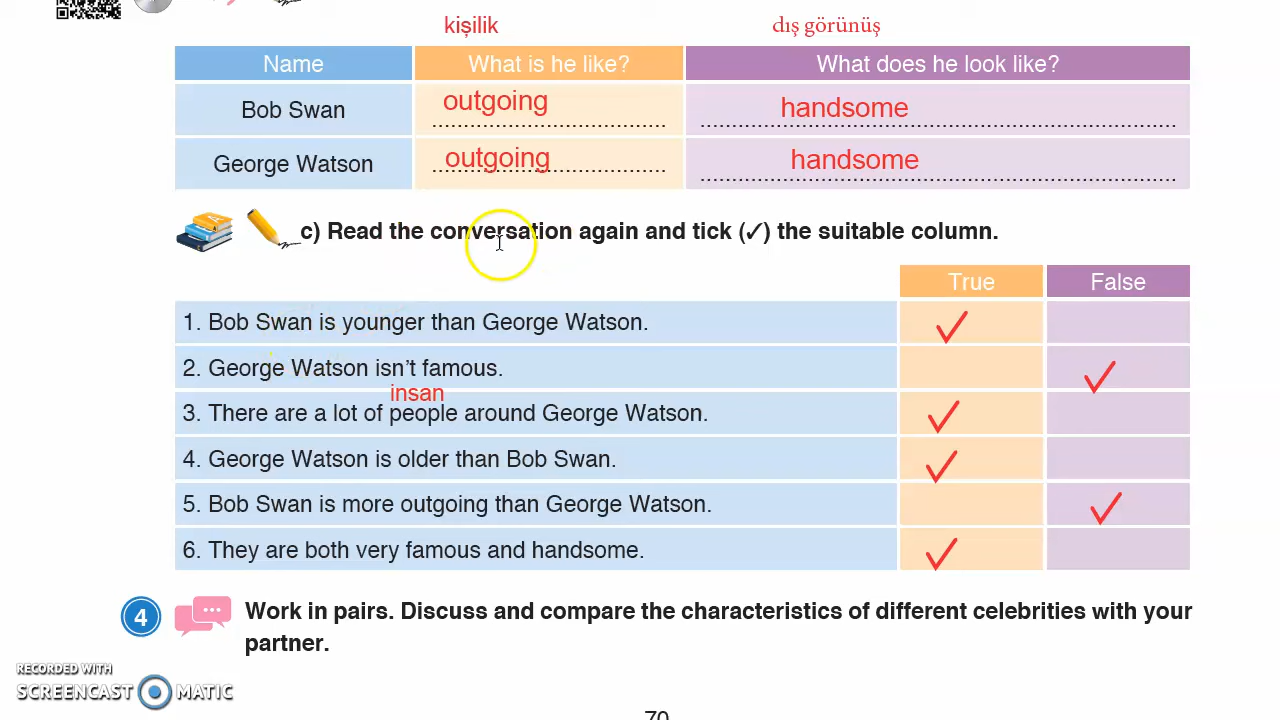 kişilik dış görünüş
Name What is he like? What does he look like?
Bob Swan outgoing handsome
George Watson outgoing handsome
c) Read the conversation again and tick (✓) the suitable column.
True False
1. Bob Swan is younger than George Watson. ✓
2. George Watson isn't famous. ✓
insan
3. There are a lot of people around George Watson. ✓
4. George Watson is older than Bob Swan. ✓
5. Bob Swan is more outgoing than George Watson. ✓
6. They are both very famous and handsome. ✓
4 Work in pairs. Discuss and compare the characteristics of different celebrities with your
partner.
RECORDED WITH
SCREENCAST MATIC
70